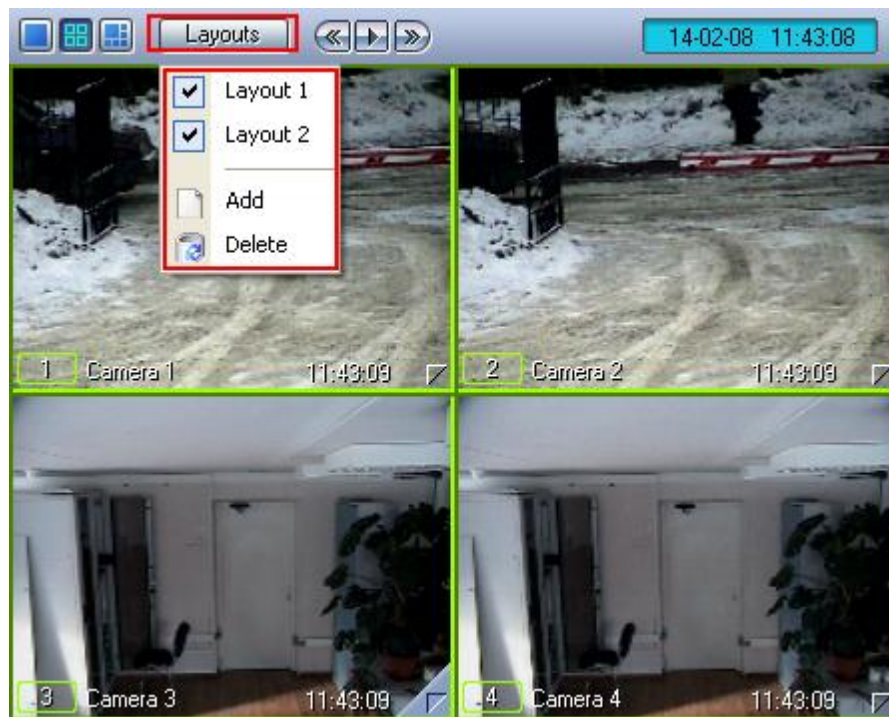 Layouts
14-02-08 11:43:08
Layout 1
Layout 2
Add
Delete
1 Camera 1 11:43:09
2 Camera 2 11:43:09
3 Camera 3 11:43:09
4 Camera 4 11:43:09